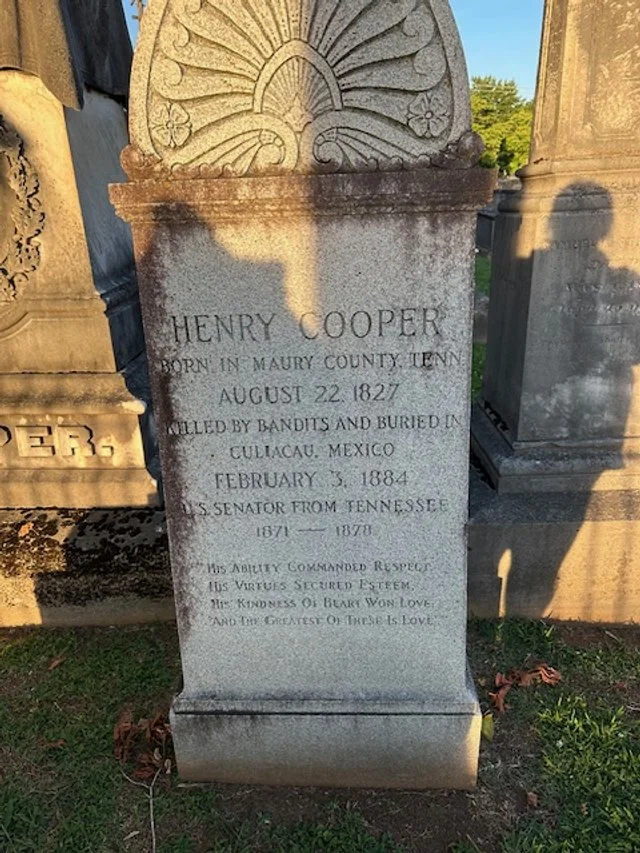 HENRY COOPER
BORN IN MAURY COUNTY, TENN
AUGUST 22, 1827
KILLED BY BANDITS AND BURIED IN
CULIACAU, MEXICO
FEBRUARY 3, 1884
U.S SENATOR FROM TENNESSEE
1871 — 1878
"HIS ABILITY COMMANDED RESPECT,
HIS VIRTUES SECURED ESTEEM,
HIS KINDNESS OF HEART WON LOVE,
"AND THE GREATEST OF THESE IS LOVE""
PER.